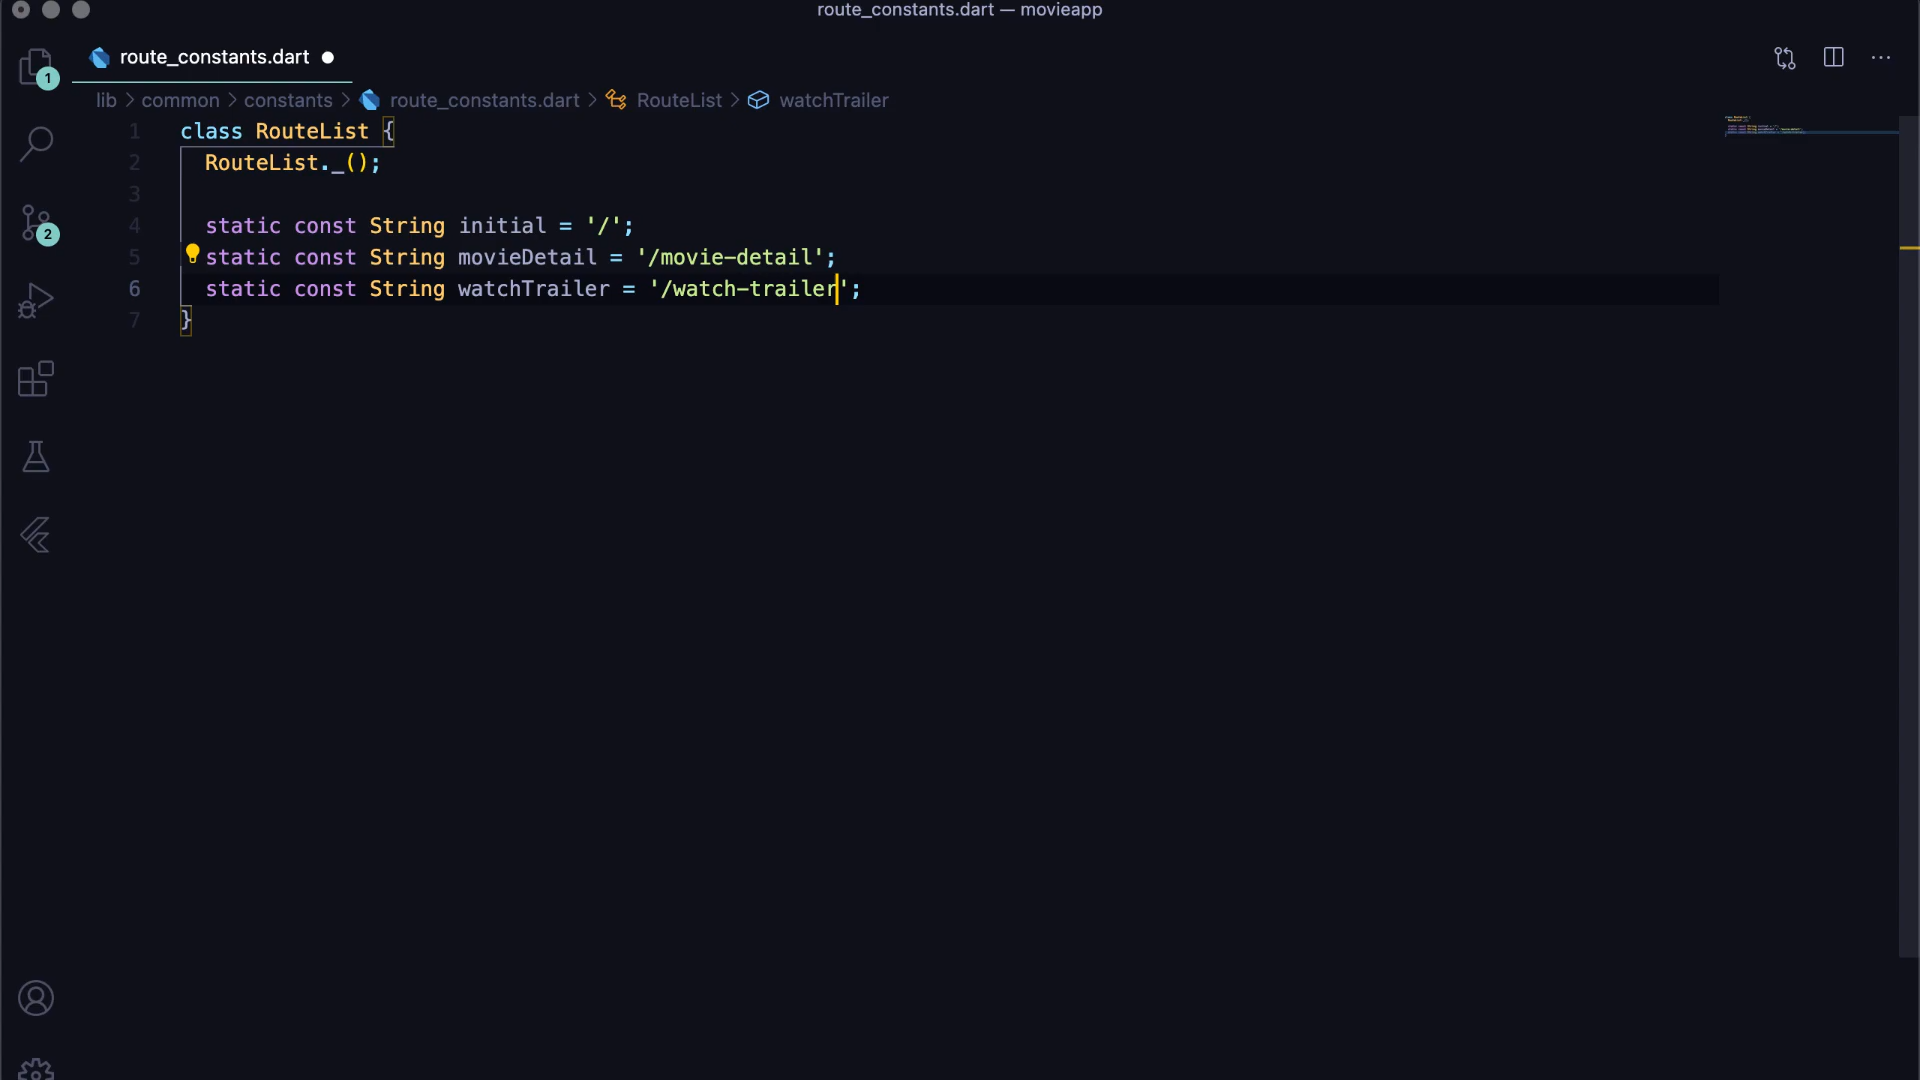 route_constants.dart — movieapp
route_constants.dart
1
lib > common > constants > route_constants.dart > RouteList > watchTrailer
1 class RouteList {
2 RouteList._();
3
4 static const String initial = '/';
5 static const String movieDetail = '/movie-detail';
6 static const String watchTrailer = '/watch-trailer';
7 }
2